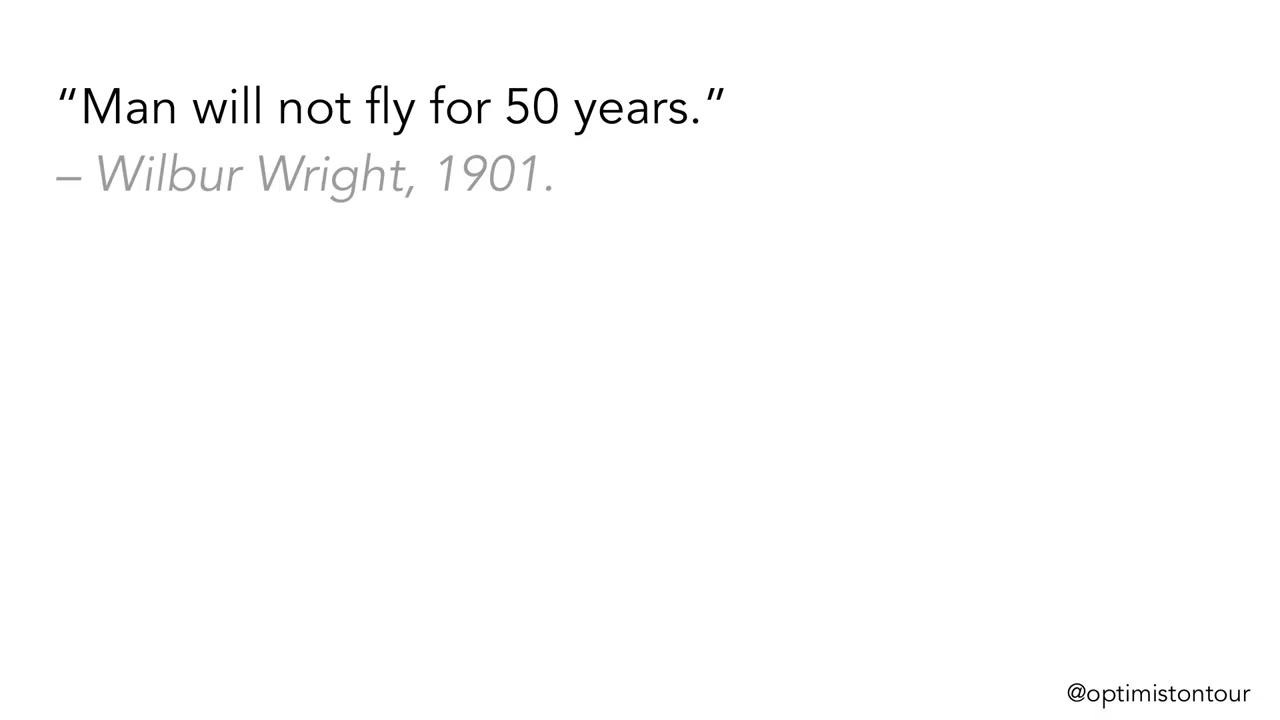 “Man will not fly for 50 years.”
– Wilbur Wright, 1901.
@optimistontour